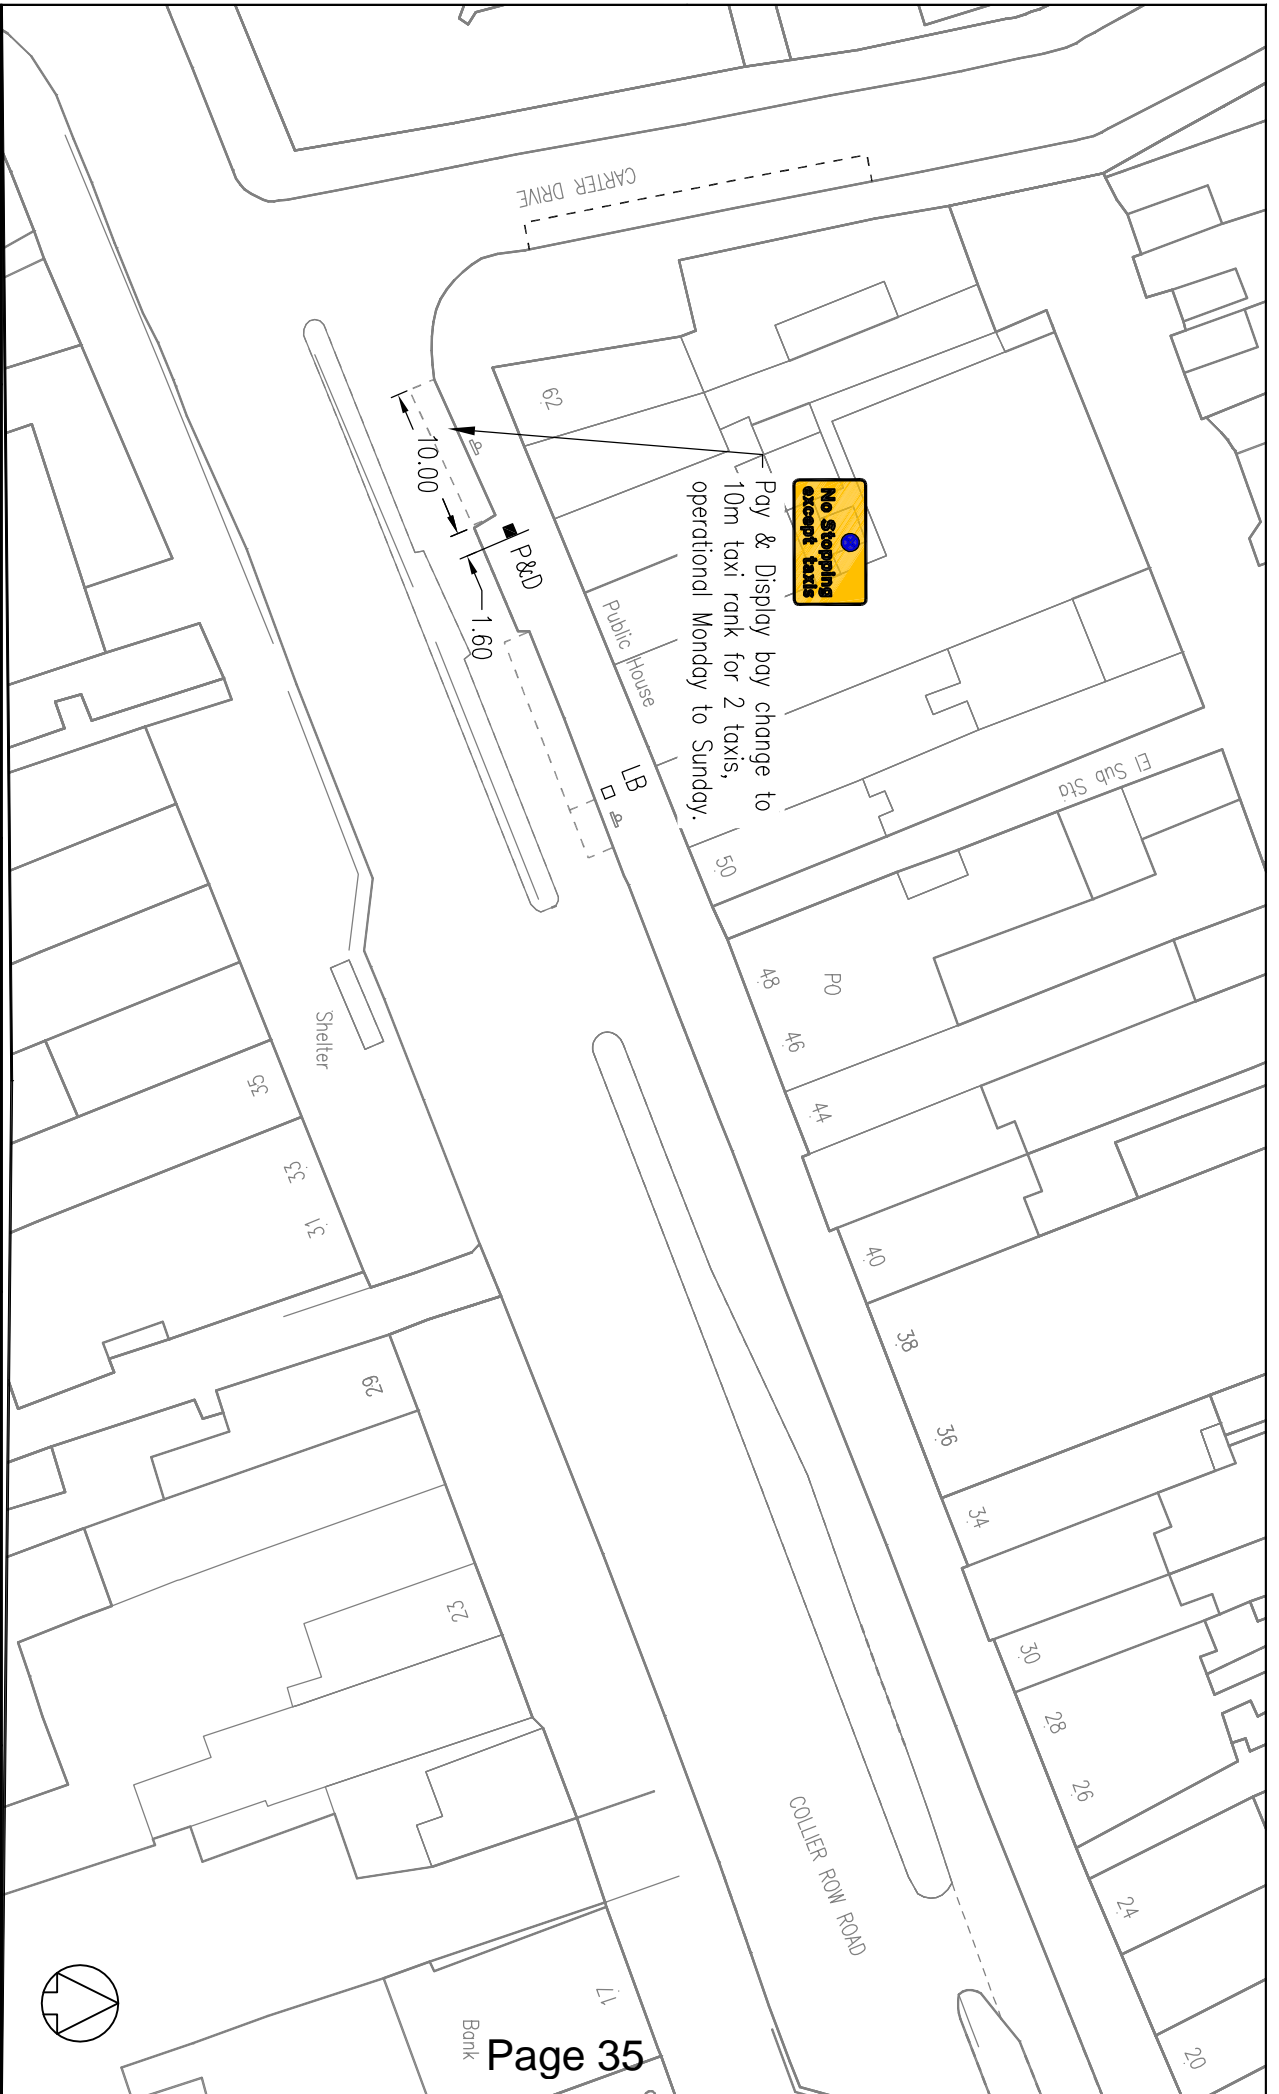 CARTER DRIVE
62
10.00
P&D
1.60
No Stopping
except taxis
Pay & Display bay change to
10m taxi rank for 2 taxis,
operational Monday to Sunday.
Public House
LB
El Sub Sta
50
48
PO
46
44
40
38
36
34
30
28
26
24
20
Shelter
35
33
31
29
23
COLLIER ROW ROAD
17
Bank
Page 35